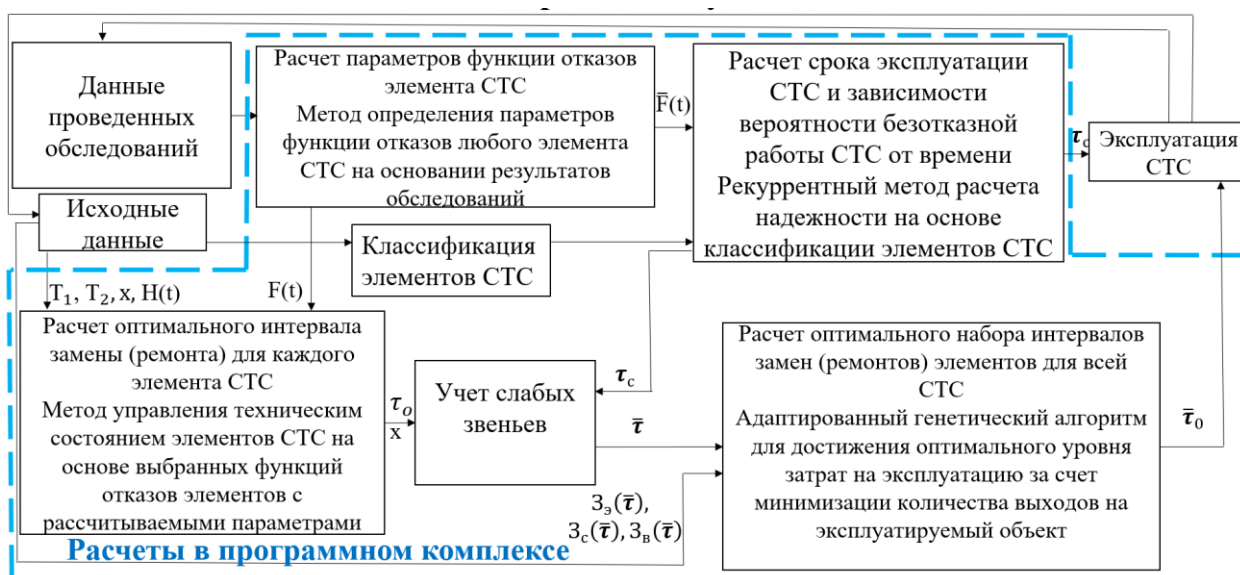 Данные
проведенных
обследований
Расчет параметров функции отказов
элемента СТС
Метод определения параметров
функции отказов любого элемента
СТС на основании результатов
обследований
F̅(t)
Расчет срока эксплуатации
СТС и зависимости
вероятности безотказной
работы СТС от времени
Рекуррентный метод расчета
надежности на основе
классификации элементов СТС
τс
Эксплуатация
СТС
Исходные
данные
Классификация
элементов СТС
T₁, T₂, x, H(t)
F(t)
Расчет оптимального интервала
замены (ремонта) для каждого
элемента СТС
Метод управления техническим
состоянием элементов СТС на
основе выбранных функций
отказов элементов с
рассчитываемыми параметрами
τₒ
x
Учет слабых
звеньев
τс
τ̅
Расчет оптимального набора интервалов
замен (ремонтов) элементов для всей
СТС
Адаптированный генетический алгоритм
для достижения оптимального уровня
затрат на эксплуатацию за счет
минимизации количества выходов на
эксплуатируемый объект
τ̅₀
Зэ(τ̅),
Зс(τ̅), Зв(τ̅)
Расчеты в программном комплексе